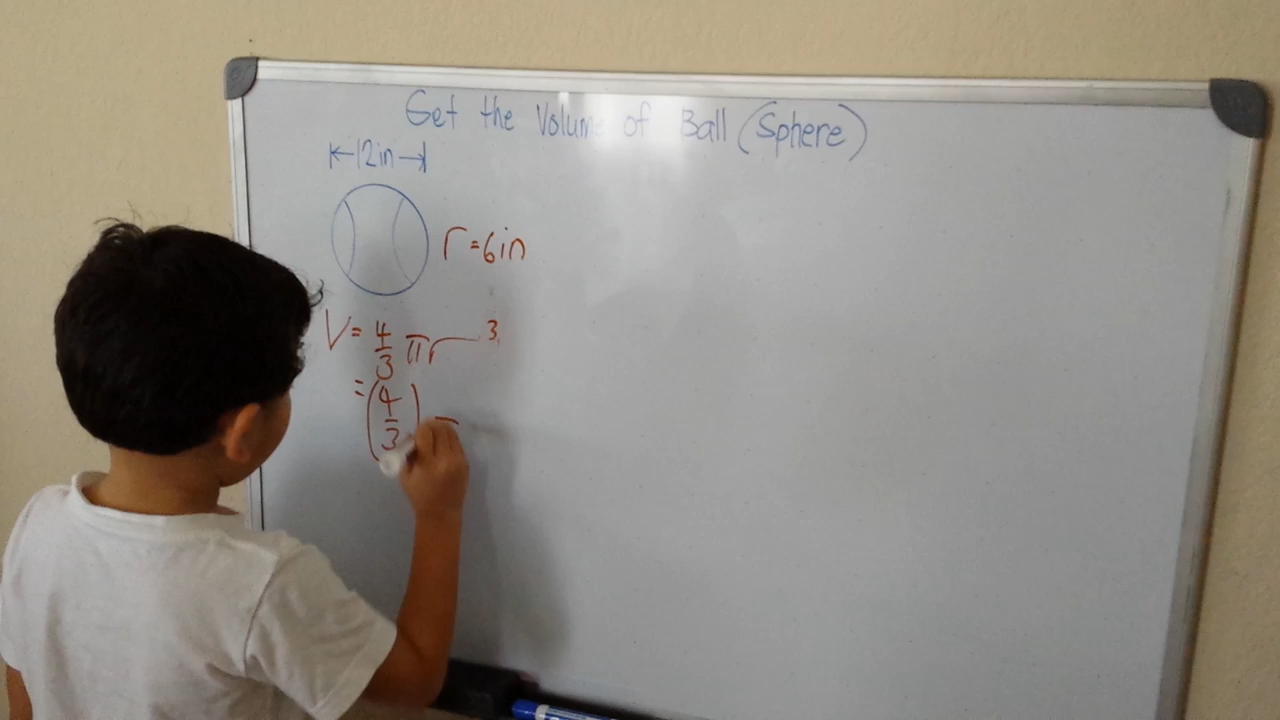 Get the Volume of Ball (Sphere)
12in
r=6in
V=4/3 πr³
=(4/3)